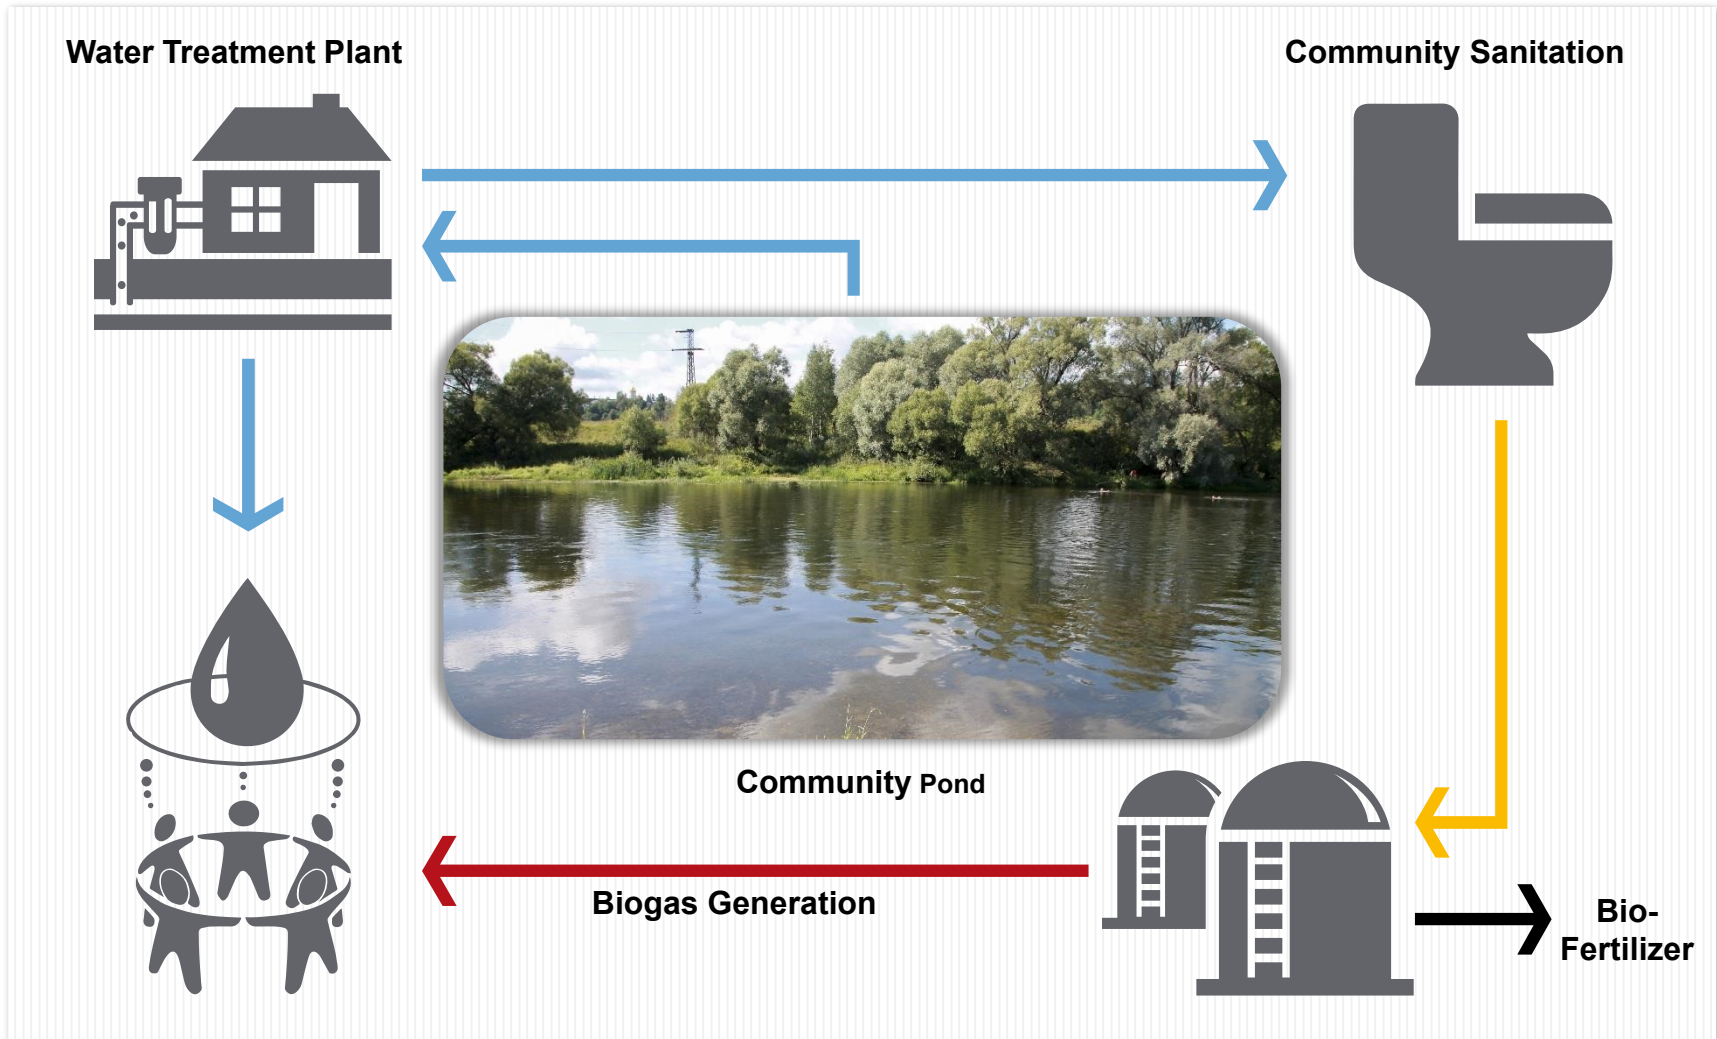 Water Treatment Plant
Community Sanitation
Community Pond
Biogas Generation
Bio-
Fertilizer